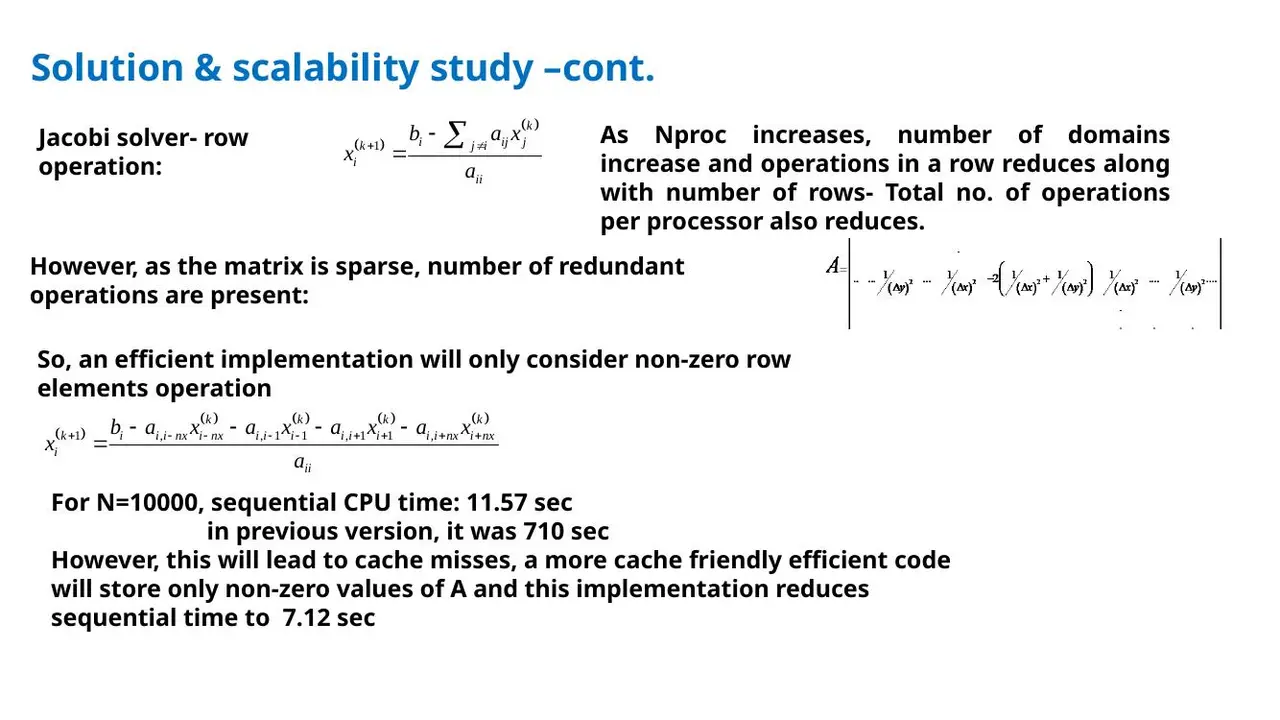 Solution & scalability study –cont.
Jacobi solver- row
operation:
x_i^(k+1) = (b_i - ∑_{j≠i} a_ij x_j^(k)) / a_ii
As Nproc increases, number of domains
increase and operations in a row reduces along
with number of rows- Total no. of operations
per processor also reduces.
However, as the matrix is sparse, number of redundant
operations are present:
A= | .. ... 1/(Δy)² ... 1/(Δx)² -2(1/(Δx)² + 1/(Δy)²) 1/(Δx)² .... 1/(Δy)² .... |
So, an efficient implementation will only consider non-zero row
elements operation
x_i^(k+1) = (b_i - a_{i,i-nx} x_{i-nx}^(k) - a_{i,i-1} x_{i-1}^(k) - a_{i,i+1} x_{i+1}^(k) - a_{i,i+nx} x_{i+nx}^(k)) / a_ii
For N=10000, sequential CPU time: 11.57 sec
in previous version, it was 710 sec
However, this will lead to cache misses, a more cache friendly efficient code
will store only non-zero values of A and this implementation reduces
sequential time to 7.12 sec